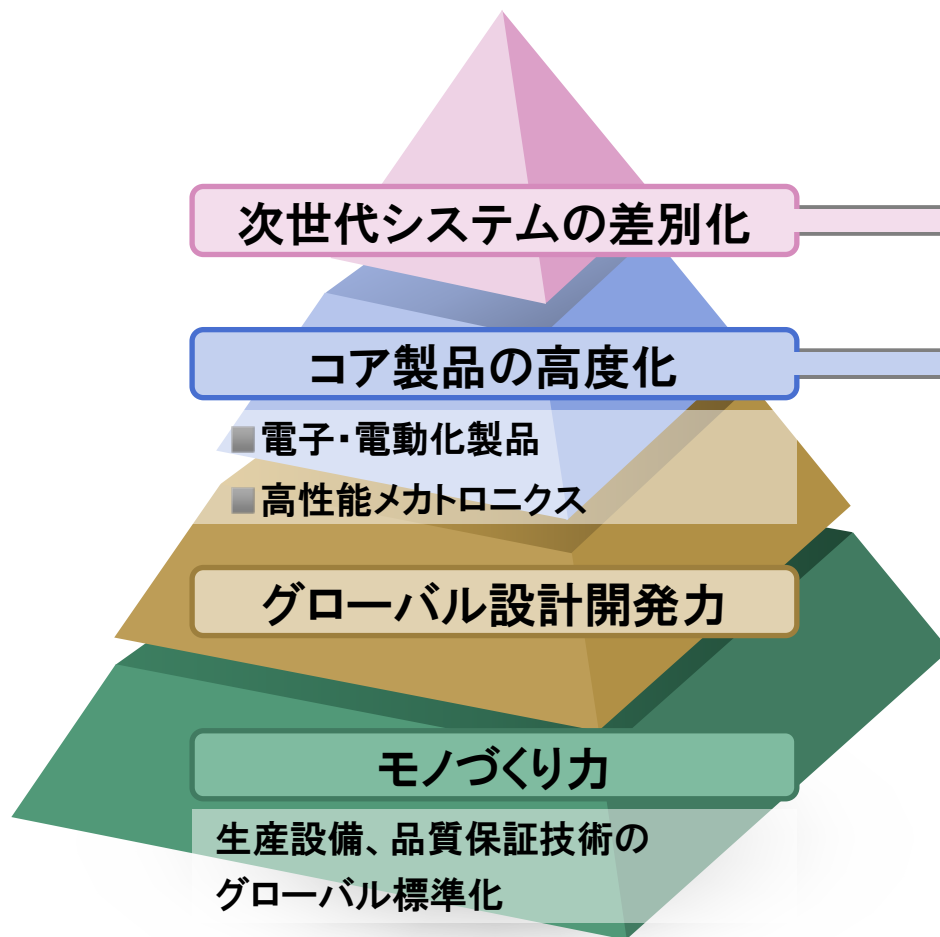 次世代システムの差別化
コア製品の高度化
■電子・電動化製品
■高性能メカトロニクス
グローバル設計開発力
モノづくり力
生産設備、品質保証技術の
グローバル標準化